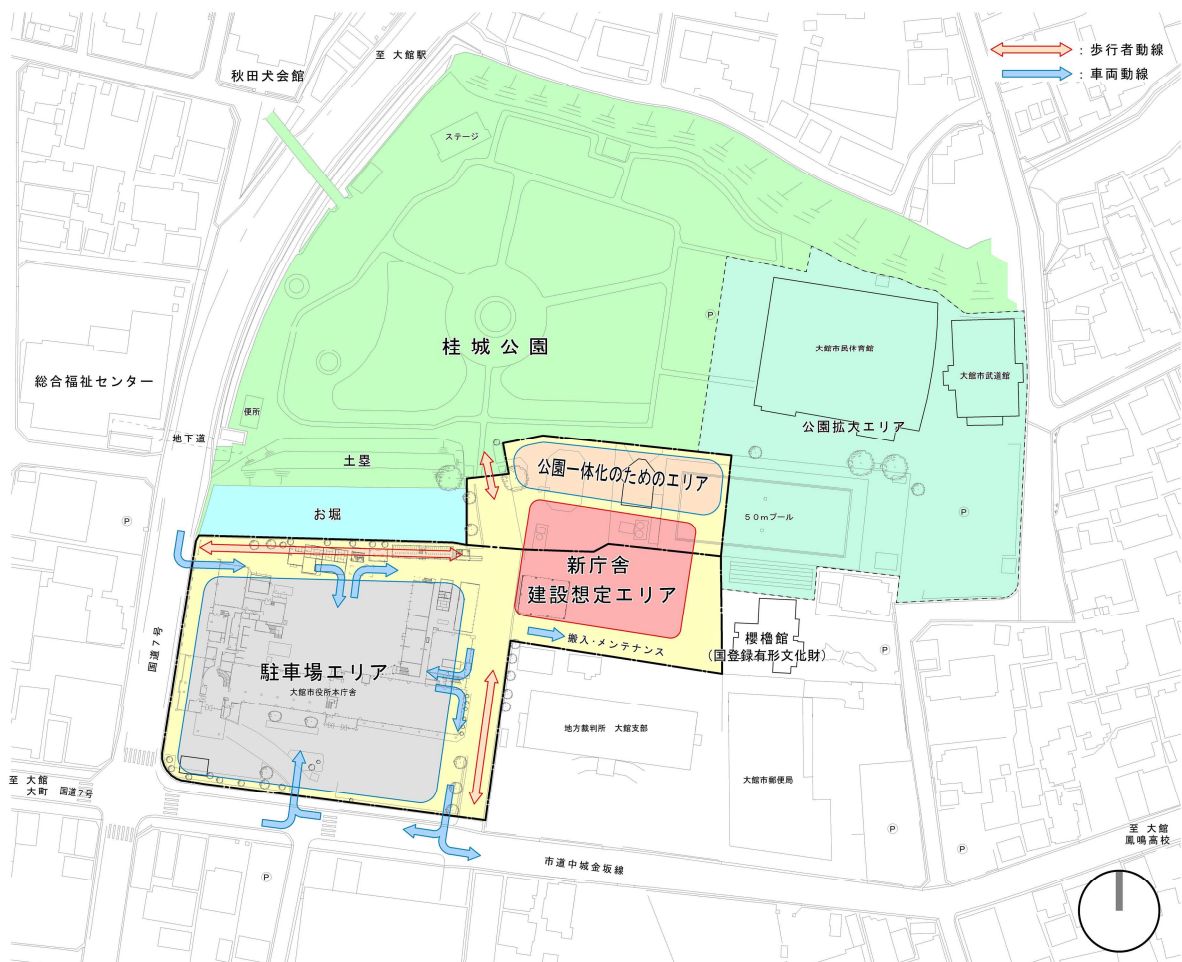 至 大館駅
秋田犬会館
：歩行者動線
：車両動線
ステージ
桂城公園
P
大館市民体育館
大館市武道館
総合福祉センター
便所
地下道
公園拡大エリア
土塁
公園一体化のためのエリア
お堀
50mプール
P
P
新庁舎
建設想定エリア
国道7号
搬入・メンテナンス
櫻櫓館
（国登録有形文化財）
P
駐車場エリア
大館市役所本庁舎
地方裁判所 大館支部
大館市郵便局
至 大館
大町
国道7号
P
至 大館
鳳鳴高校
P
P
市道中城金坂線